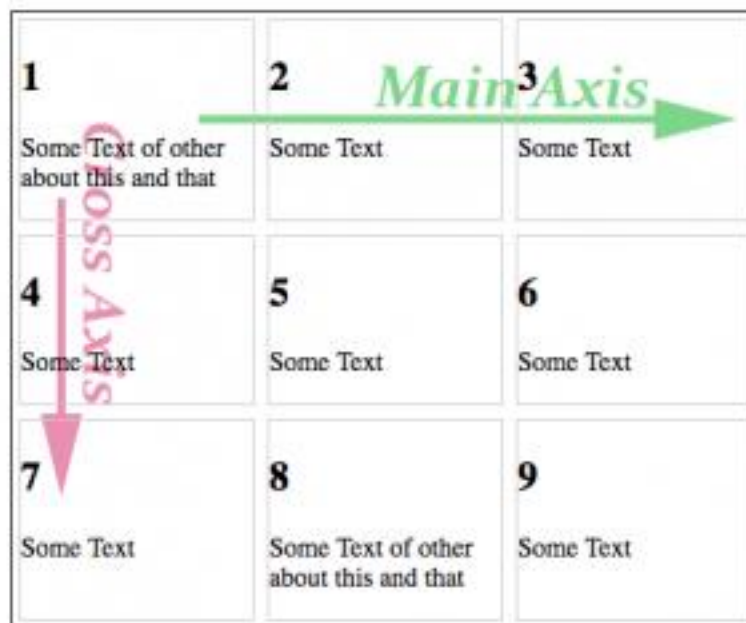 1
2
3
Main Axis
Some Text of other
about this and that
Some Text
Some Text
Cross Axis
4
5
6
Some Text
Some Text
Some Text
7
8
9
Some Text
Some Text of other
about this and that
Some Text